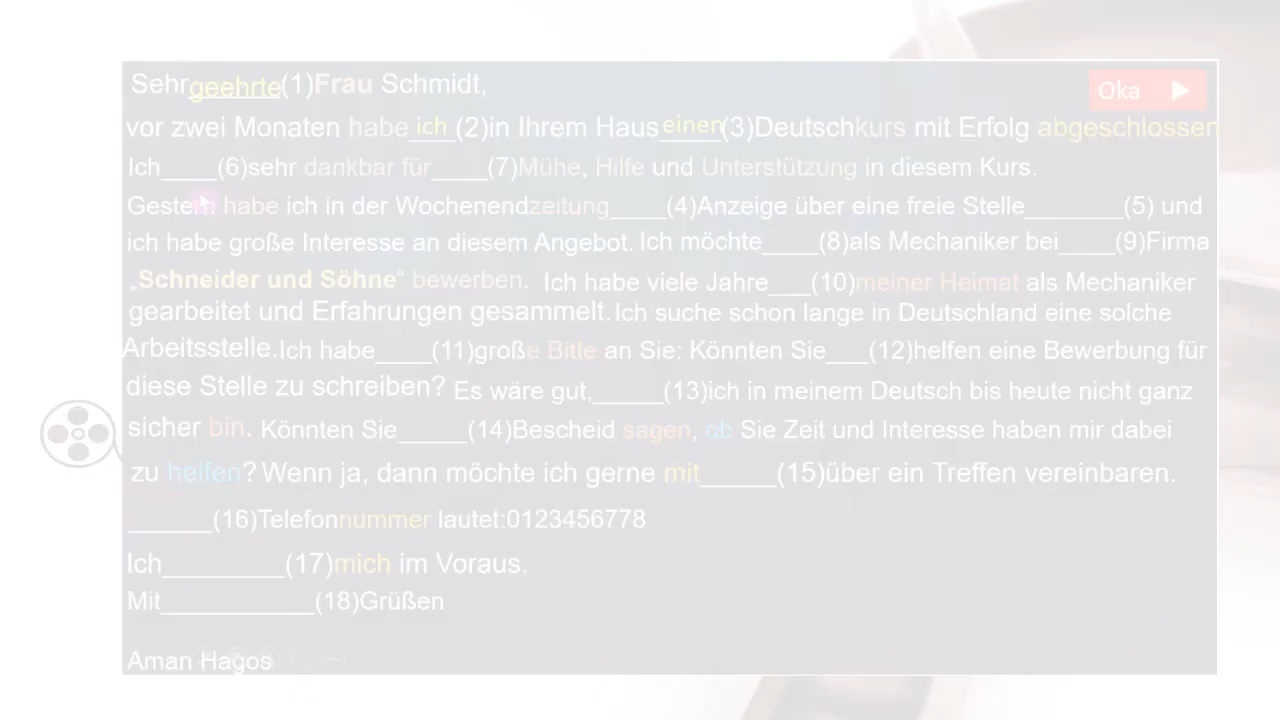 Sehr geehrte(1)Frau Schmidt,
Oka
vor zwei Monaten habe ich (2)in Ihrem Haus einen(3)Deutschkurs mit Erfolg abgeschlossen
Ich____(6)sehr dankbar für____(7)Mühe, Hilfe und Unterstützung in diesem Kurs.
Gestern habe ich in der Wochenendzeitung____(4)Anzeige über eine freie Stelle_______(5) und
ich habe große Interesse an diesem Angebot. Ich möchte____(8)als Mechaniker bei____(9)Firma
„Schneider und Söhne“ bewerben. Ich habe viele Jahre___(10)meiner Heimat als Mechaniker
gearbeitet und Erfahrungen gesammelt. Ich suche schon lange in Deutschland eine solche
Arbeitsstelle. Ich habe____(11)große Bitte an Sie: Könnten Sie___(12)helfen eine Bewerbung für
diese Stelle zu schreiben? Es wäre gut,_____(13)ich in meinem Deutsch bis heute nicht ganz
sicher bin. Könnten Sie_____(14)Bescheid sagen, ob Sie Zeit und Interesse haben mir dabei
zu helfen? Wenn ja, dann möchte ich gerne mit_____(15)über ein Treffen vereinbaren.
______(16)Telefonnummer lautet:0123456778
Ich________(17)mich im Voraus.
Mit___________(18)Grüßen
Aman Hagos